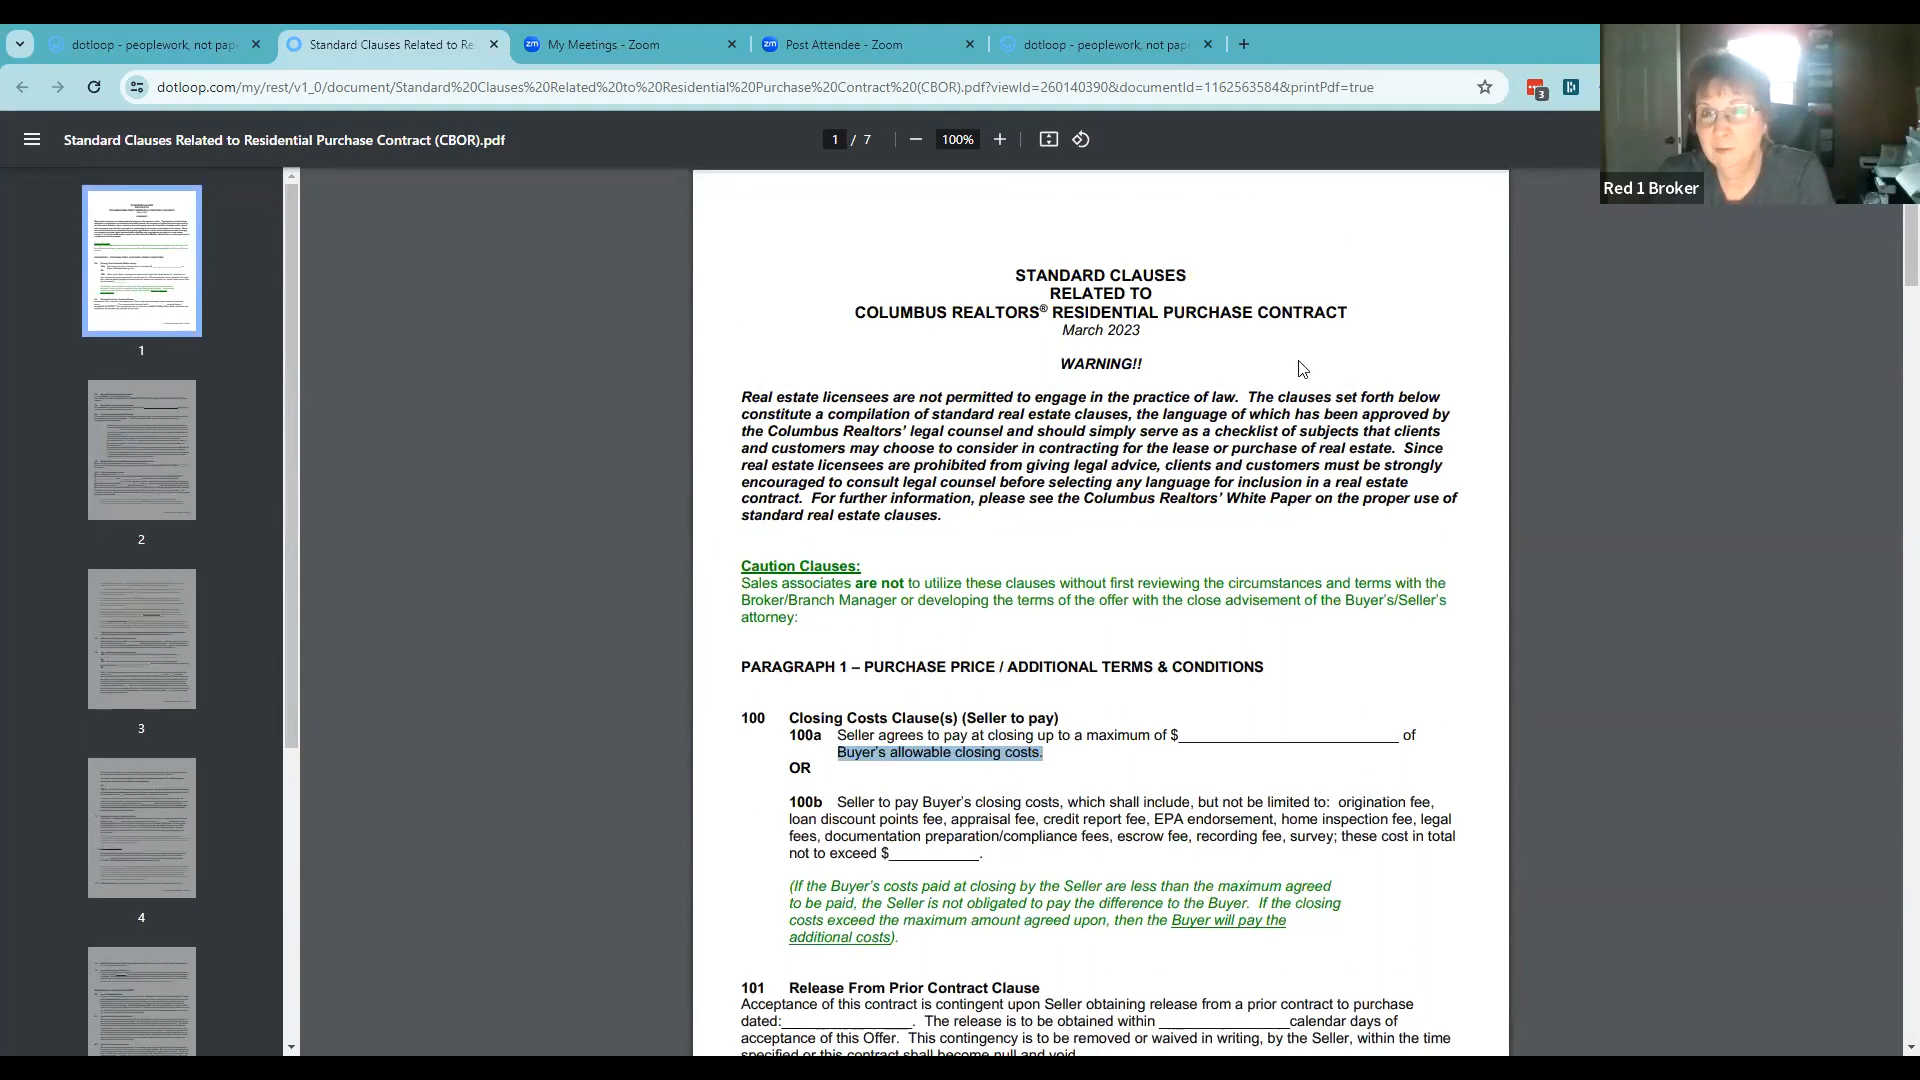 dotloop - peoplework, not pap
Standard Clauses Related to Re
My Meetings - Zoom
Post Attendee - Zoom
dotloop - peoplework, not pap
dotloop.com/my/rest/v1_0/document/Standard%20Clauses%20Related%20to%20Residential%20Purchase%20Contract%20(CBOR).pdf?viewId=260140390&documentId=1162563584&printPdf=true
3
Red 1 Broker
Standard Clauses Related to Residential Purchase Contract (CBOR).pdf
1 / 7
100%
1
2
3
4
STANDARD CLAUSES
RELATED TO
COLUMBUS REALTORS® RESIDENTIAL PURCHASE CONTRACT
March 2023
WARNING!!
Real estate licensees are not permitted to engage in the practice of law. The clauses set forth below
constitute a compilation of standard real estate clauses, the language of which has been approved by
the Columbus Realtors' legal counsel and should simply serve as a checklist of subjects that clients
and customers may choose to consider in contracting for the lease or purchase of real estate. Since
real estate licensees are prohibited from giving legal advice, clients and customers must be strongly
encouraged to consult legal counsel before selecting any language for inclusion in a real estate
contract. For further information, please see the Columbus Realtors' White Paper on the proper use of
standard real estate clauses.
Caution Clauses:
Sales associates are not to utilize these clauses without first reviewing the circumstances and terms with the
Broker/Branch Manager or developing the terms of the offer with the close advisement of the Buyer's/Seller's
attorney:
PARAGRAPH 1 – PURCHASE PRICE / ADDITIONAL TERMS & CONDITIONS
100 Closing Costs Clause(s) (Seller to pay)
100a Seller agrees to pay at closing up to a maximum of $__________________________ of
Buyer's allowable closing costs.
OR
100b Seller to pay Buyer's closing costs, which shall include, but not be limited to: origination fee,
loan discount points fee, appraisal fee, credit report fee, EPA endorsement, home inspection fee, legal
fees, documentation preparation/compliance fees, escrow fee, recording fee, survey; these cost in total
not to exceed $___________.
(If the Buyer's costs paid at closing by the Seller are less than the maximum agreed
to be paid, the Seller is not obligated to pay the difference to the Buyer. If the closing
costs exceed the maximum amount agreed upon, then the Buyer will pay the
additional costs).
101 Release From Prior Contract Clause
Acceptance of this contract is contingent upon Seller obtaining release from a prior contract to purchase
dated:________________. The release is to be obtained within ________________calendar days of
acceptance of this Offer. This contingency is to be removed or waived in writing, by the Seller, within the time
specified or this contract shall become null and void.